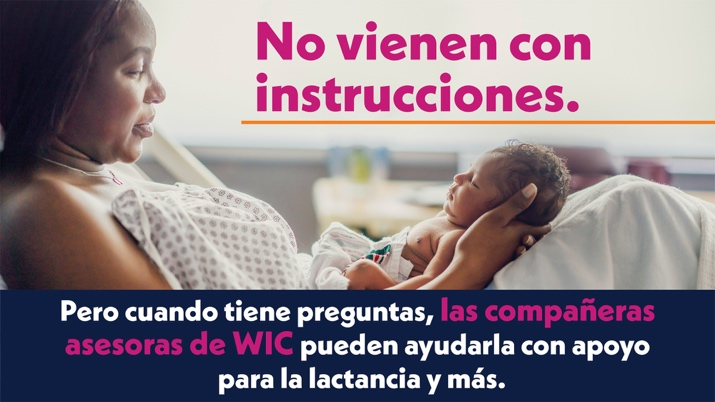 No vienen con
instrucciones.
Pero cuando tiene preguntas, las compañeras
asesoras de WIC pueden ayudarla con apoyo
para la lactancia y más.